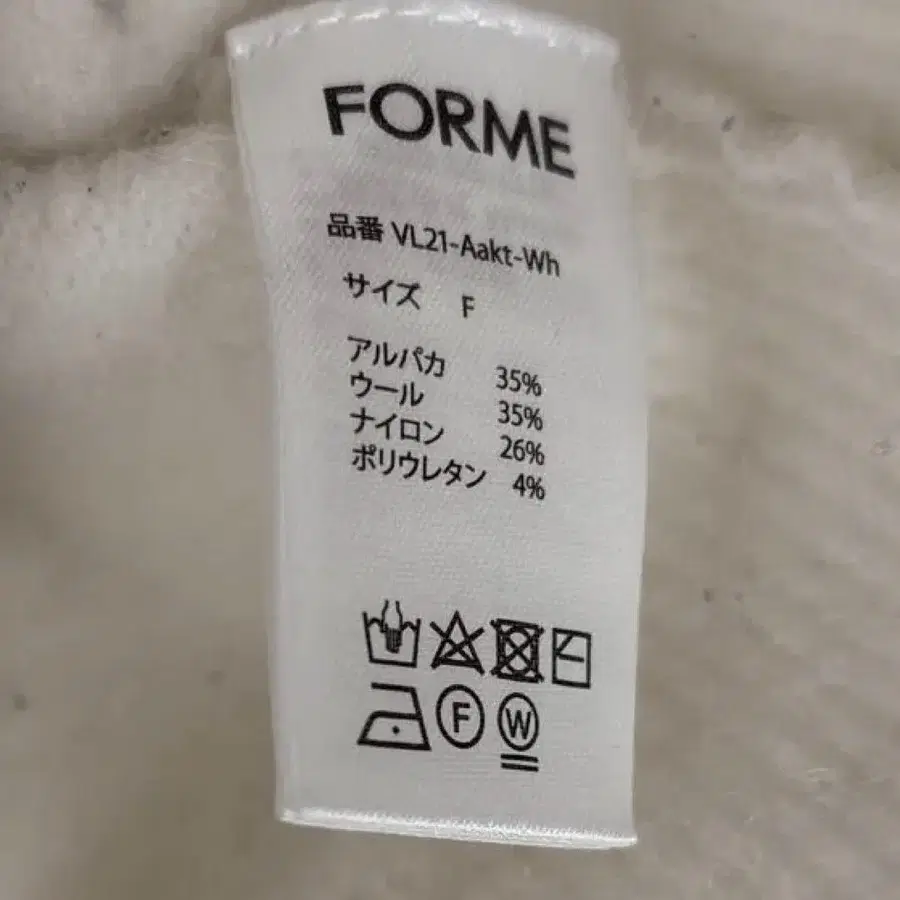 FORME
品番 VL21-Aakt-Wh
サイズ F
アルパカ 35%
ウール 35%
ナイロン 26%
ポリウレタン 4%
F W